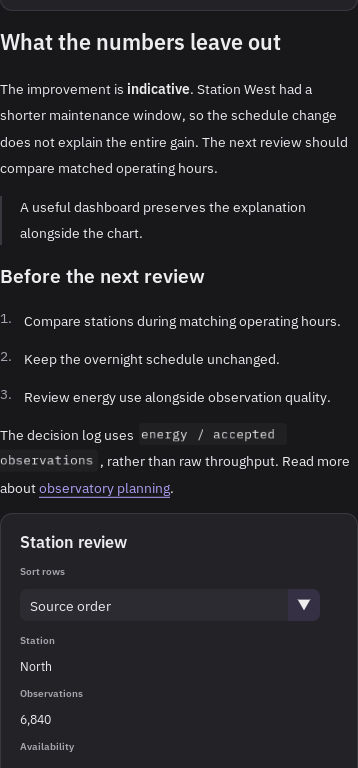 What the numbers leave out
The improvement is indicative. Station West had a
shorter maintenance window, so the schedule change
does not explain the entire gain. The next review should
compare matched operating hours.
A useful dashboard preserves the explanation
alongside the chart.
Before the next review
1. Compare stations during matching operating hours.
2. Keep the overnight schedule unchanged.
3. Review energy use alongside observation quality.
The decision log uses energy / accepted
observations, rather than raw throughput. Read more
about observatory planning.
Station review
Sort rows
Source order
Station
North
Observations
6,840
Availability